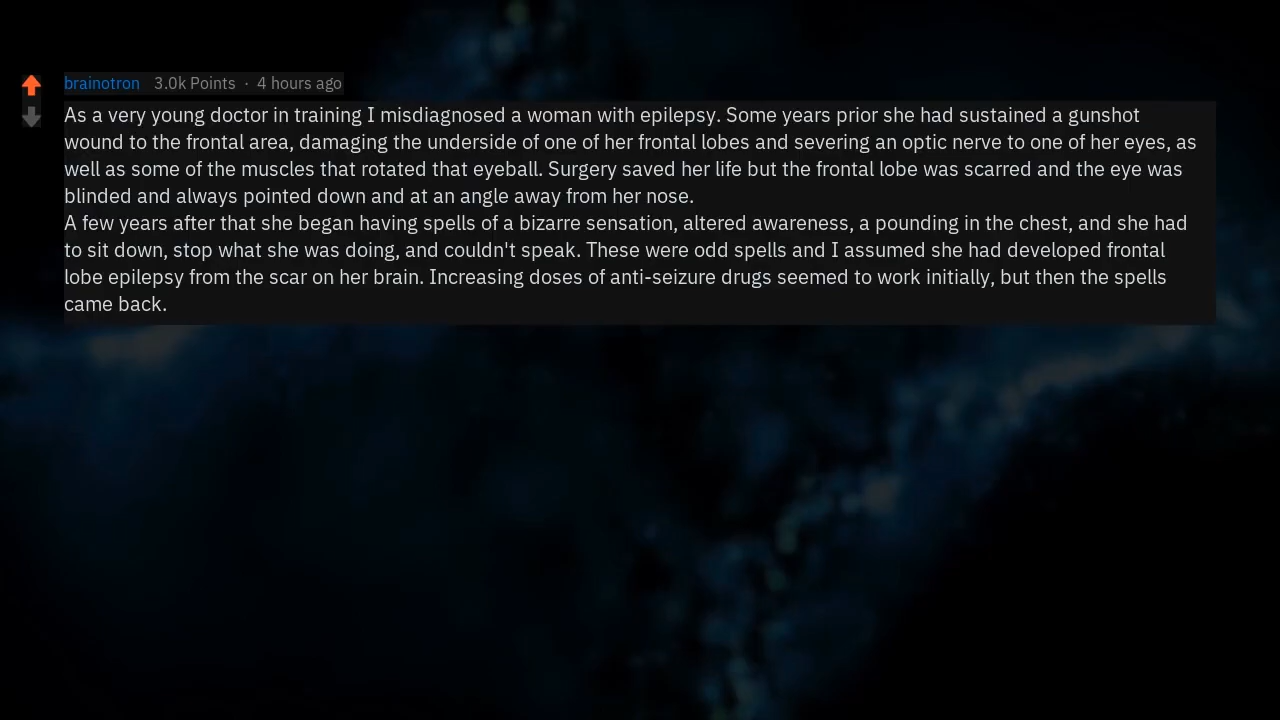 brainotron 3.0k Points · 4 hours ago
As a very young doctor in training I misdiagnosed a woman with epilepsy. Some years prior she had sustained a gunshot
wound to the frontal area, damaging the underside of one of her frontal lobes and severing an optic nerve to one of her eyes, as
well as some of the muscles that rotated that eyeball. Surgery saved her life but the frontal lobe was scarred and the eye was
blinded and always pointed down and at an angle away from her nose.
A few years after that she began having spells of a bizarre sensation, altered awareness, a pounding in the chest, and she had
to sit down, stop what she was doing, and couldn't speak. These were odd spells and I assumed she had developed frontal
lobe epilepsy from the scar on her brain. Increasing doses of anti-seizure drugs seemed to work initially, but then the spells
came back.